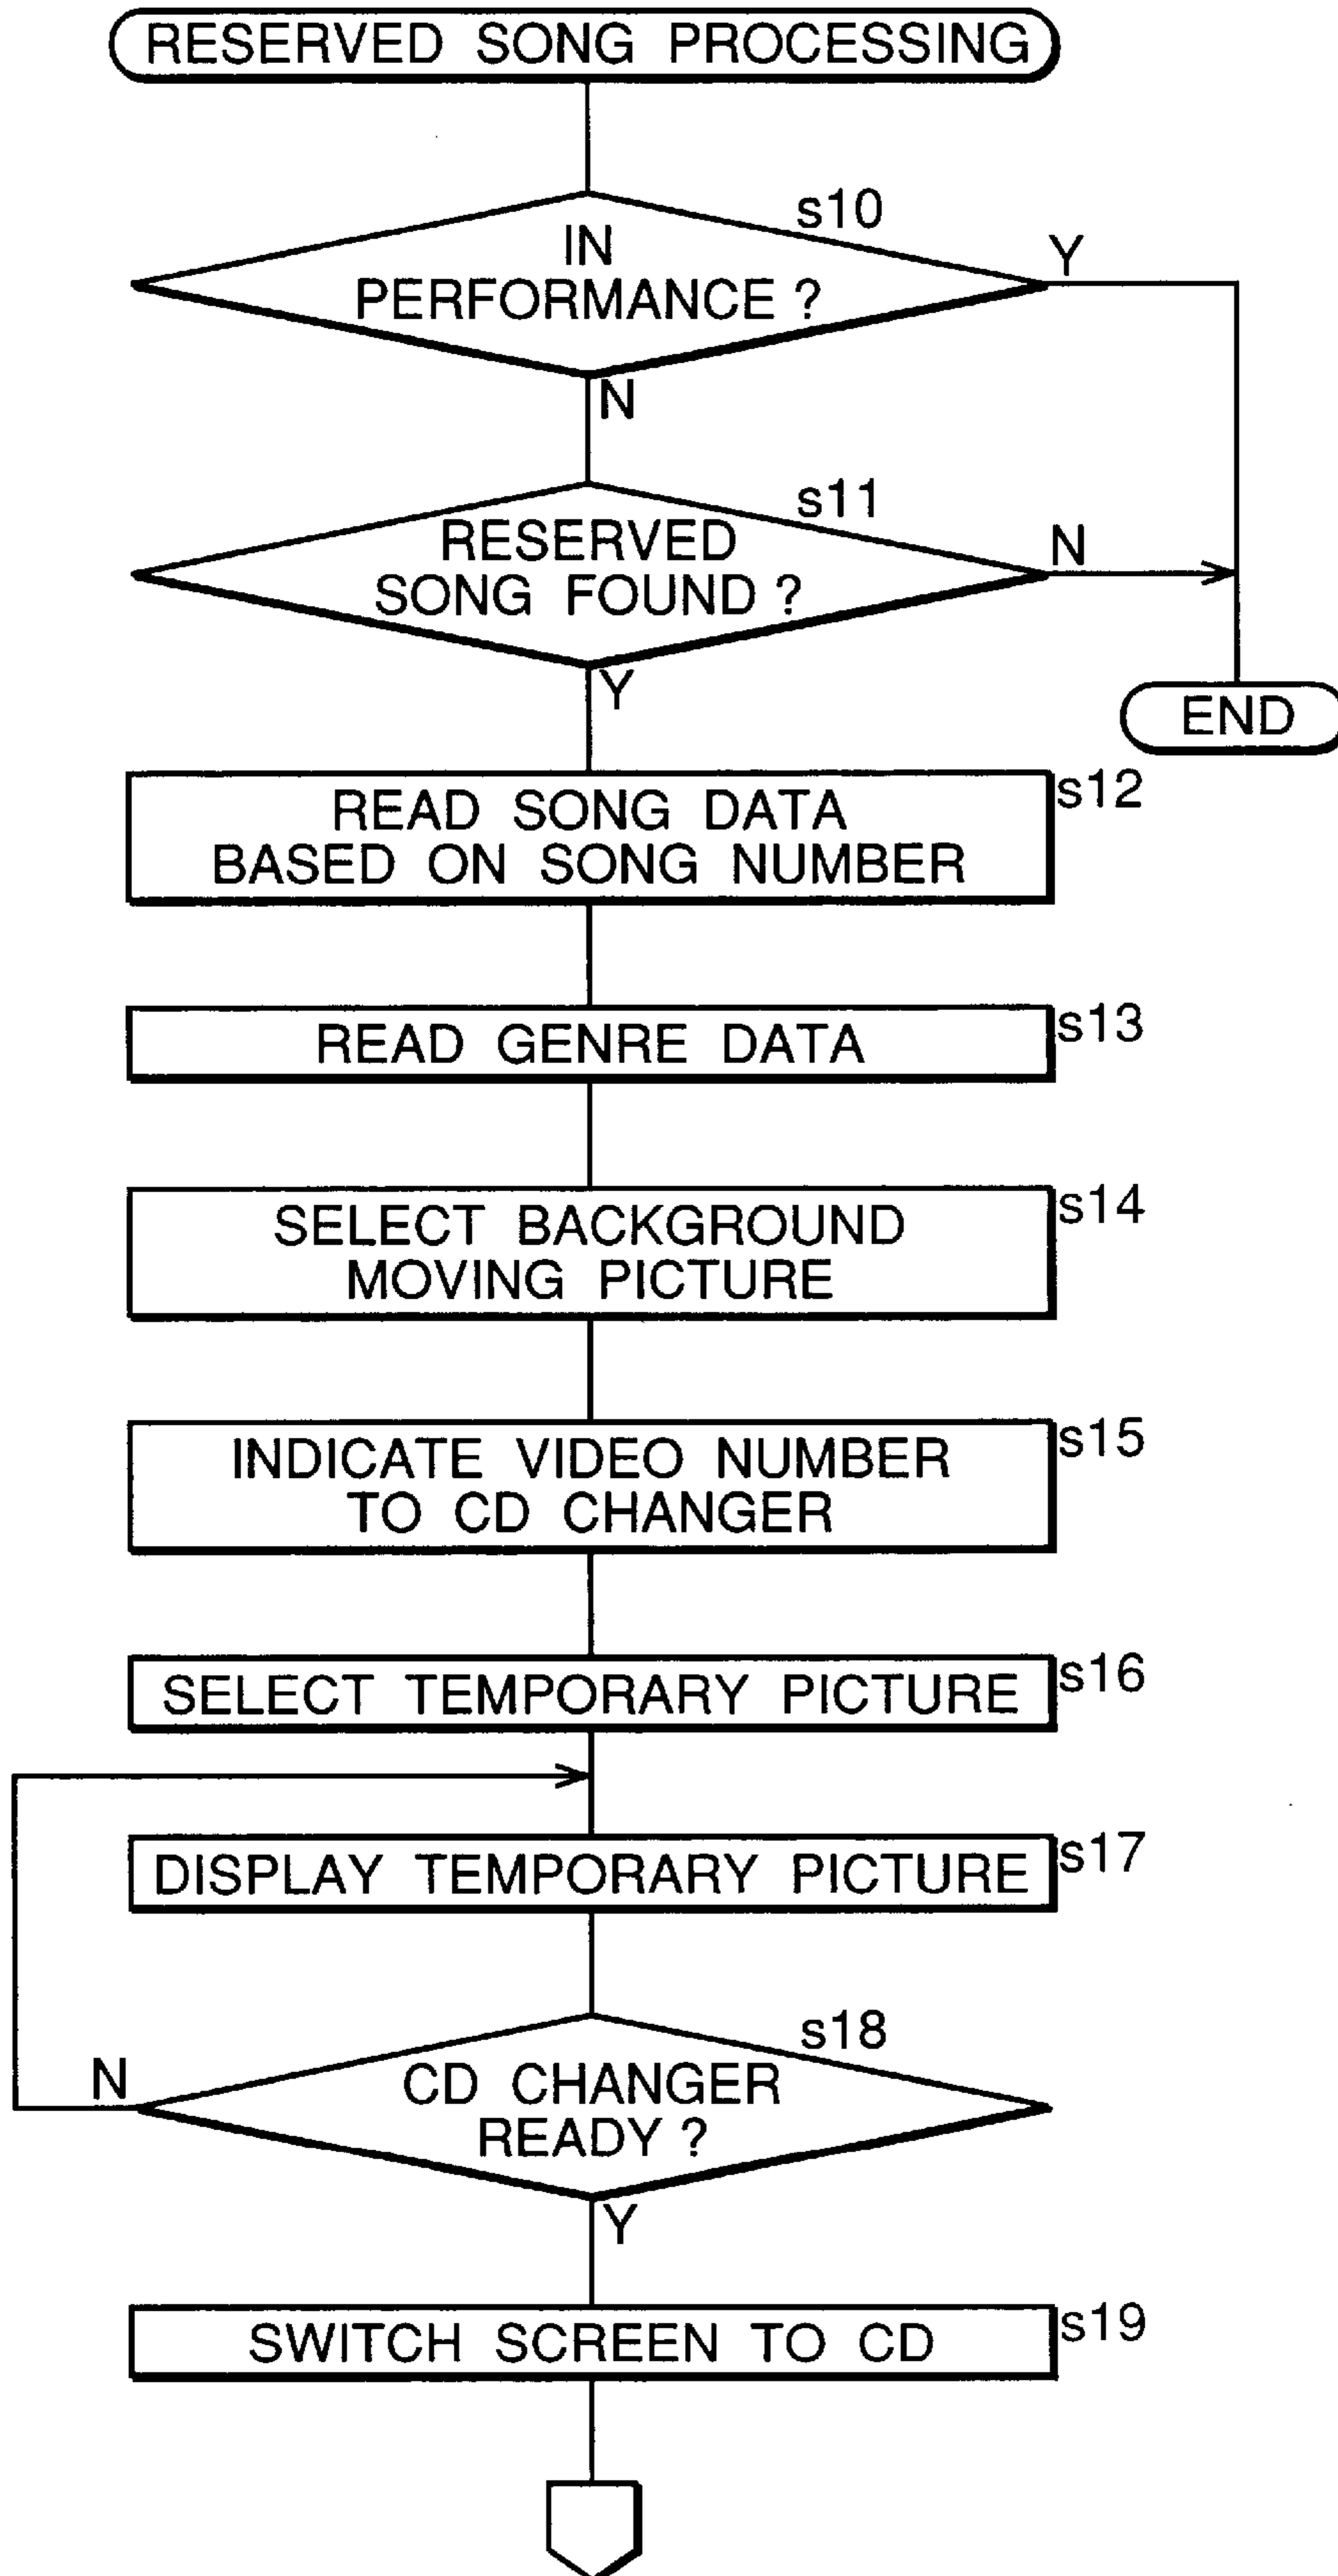 RESERVED SONG PROCESSING
s10
IN
PERFORMANCE ?
Y
N
s11
RESERVED
SONG FOUND ?
N
Y
END
s12
READ SONG DATA
BASED ON SONG NUMBER
s13
READ GENRE DATA
s14
SELECT BACKGROUND
MOVING PICTURE
s15
INDICATE VIDEO NUMBER
TO CD CHANGER
s16
SELECT TEMPORARY PICTURE
s17
DISPLAY TEMPORARY PICTURE
s18
CD CHANGER
READY ?
N
Y
s19
SWITCH SCREEN TO CD